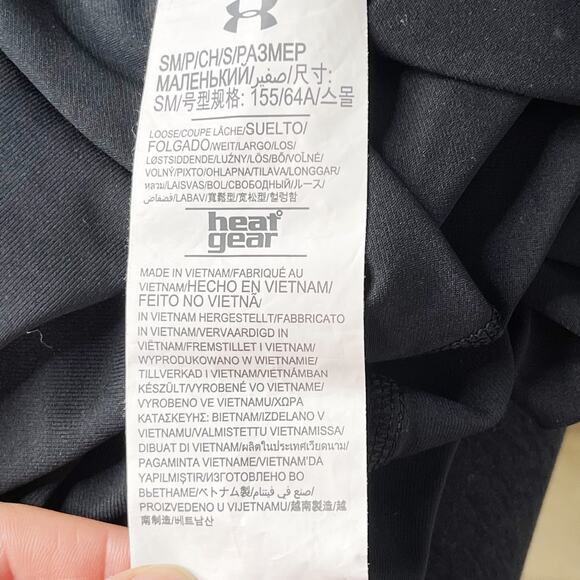 SM/P/CH/S/РАЗМЕР
МАЛЕНЬКИЙ/صغير/尺寸:
SM/号型规格: 155/64A/스몰
LOOSE/COUPE LÂCHE/SUELTO/
FOLGADO/WEIT/LARGO/LOS/
LØSTSIDDENDE/LUŹNY/LÖS/BŐ/VOĽNÉ/
VOLNÝ/PIXTO/OHLAPNA/TILAVA/LONGGAR/
หลวม/LAISVAS/BOL/СВОБОДНЫЙ/ルース/
فضفاض/LABAV/寬鬆型/宽松型/헐렁함
heat
gear
MADE IN VIETNAM/FABRIQUÉ AU
VIETNAM/HECHO EN VIETNAM/
FEITO NO VIETNÃ/
IN VIETNAM HERGESTELLT/FABBRICATO
IN VIETNAM/VERVAARDIGD IN
VIËTNAM/FREMSTILLET I VIETNAM/
WYPRODUKOWANO W WIETNAMIE/
TILLVERKAD I VIETNAM/VIETNÁMBAN
KÉSZÜLT/VYROBENÉ VO VIETNAME/
VYROBENO VE VIETNAMU/ΧΩΡΑ
ΚΑΤΑΣΚΕΥΗΣ: ΒΙΕΤΝΑΜ/IZDELANO V
VIETNAMU/VALMISTETTU VIETNAMISSA/
DIBUAT DI VIETNAM/ผลิตในประเทศเวียดนาม/
PAGAMINTA VIETNAME/VIETNAM'DA
YAPILMIŞTIR/ИЗГОТОВЛЕНО ВО
ВЬЕТНАМЕ/ベトナム製/صنع في فيتنام/
PROIZVEDENO U VIJETNAMU/越南製造/越
南制造/베트남산